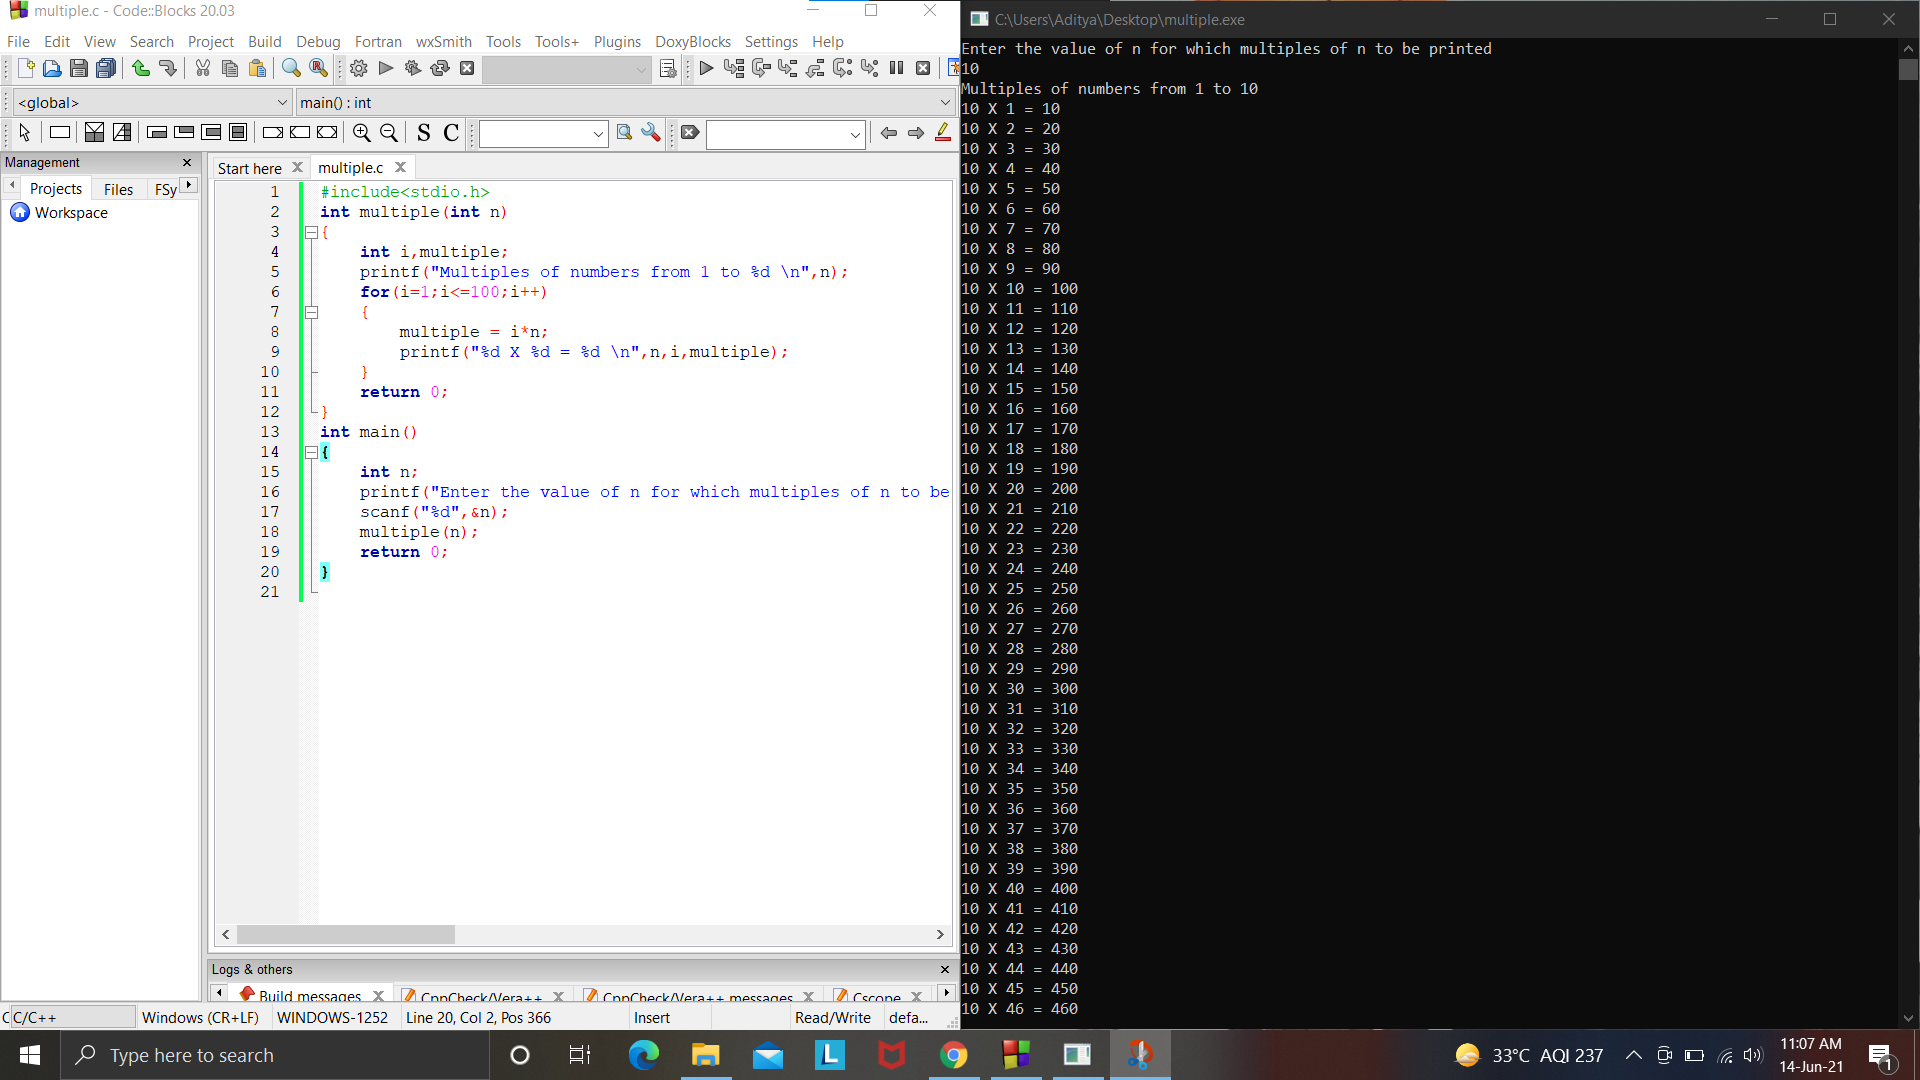 multiple.c - Code::Blocks 20.03
File Edit View Search Project Build Debug Fortran wxSmith Tools Tools+ Plugins DoxyBlocks Settings Help
<global>
main() : int
S C
Management
Projects Files FSy
Workspace
Start here multiple.c
1 #include<stdio.h>
2 int multiple(int n)
3 {
4 int i,multiple;
5 printf("Multiples of numbers from 1 to %d \n",n);
6 for(i=1;i<=100;i++)
7 {
8 multiple = i*n;
9 printf("%d X %d = %d \n",n,i,multiple);
10 }
11 return 0;
12 }
13 int main()
14 {
15 int n;
16 printf("Enter the value of n for which multiples of n to be
17 scanf("%d",&n);
18 multiple(n);
19 return 0;
20 }
21
Logs & others
Build messages CppCheck/Vera++ CppCheck/Vera++ messages Cscope
C/C++ Windows (CR+LF) WINDOWS-1252 Line 20, Col 2, Pos 366 Insert Read/Write defa...
C:\Users\Aditya\Desktop\multiple.exe
Enter the value of n for which multiples of n to be printed
10
Multiples of numbers from 1 to 10
10 X 1 = 10
10 X 2 = 20
10 X 3 = 30
10 X 4 = 40
10 X 5 = 50
10 X 6 = 60
10 X 7 = 70
10 X 8 = 80
10 X 9 = 90
10 X 10 = 100
10 X 11 = 110
10 X 12 = 120
10 X 13 = 130
10 X 14 = 140
10 X 15 = 150
10 X 16 = 160
10 X 17 = 170
10 X 18 = 180
10 X 19 = 190
10 X 20 = 200
10 X 21 = 210
10 X 22 = 220
10 X 23 = 230
10 X 24 = 240
10 X 25 = 250
10 X 26 = 260
10 X 27 = 270
10 X 28 = 280
10 X 29 = 290
10 X 30 = 300
10 X 31 = 310
10 X 32 = 320
10 X 33 = 330
10 X 34 = 340
10 X 35 = 350
10 X 36 = 360
10 X 37 = 370
10 X 38 = 380
10 X 39 = 390
10 X 40 = 400
10 X 41 = 410
10 X 42 = 420
10 X 43 = 430
10 X 44 = 440
10 X 45 = 450
10 X 46 = 460
Type here to search
L
33°C AQI 237
11:07 AM
14-Jun-21
1